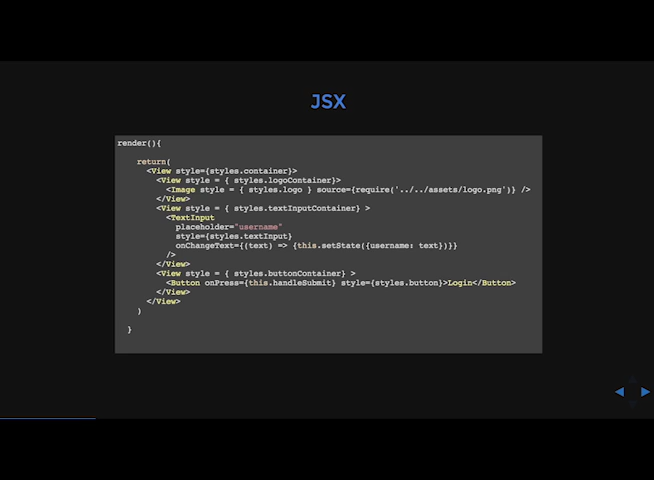 JSX
render(){
return(
<View style={styles.container}>
<View style = { styles.logoContainer}>
<Image style = { styles.logo } source={require('../../assets/logo.png')} />
</View>
<View style = { styles.textInputContainer} >
<TextInput
placeholder="username"
style={styles.textInput}
onChangeText={(text) => {this.setState({username: text})}}
/>
</View>
<View style = { styles.buttonContainer} >
<Button onPress={this.handleSubmit} style={styles.button}>Login</Button>
</View>
</View>
)
}